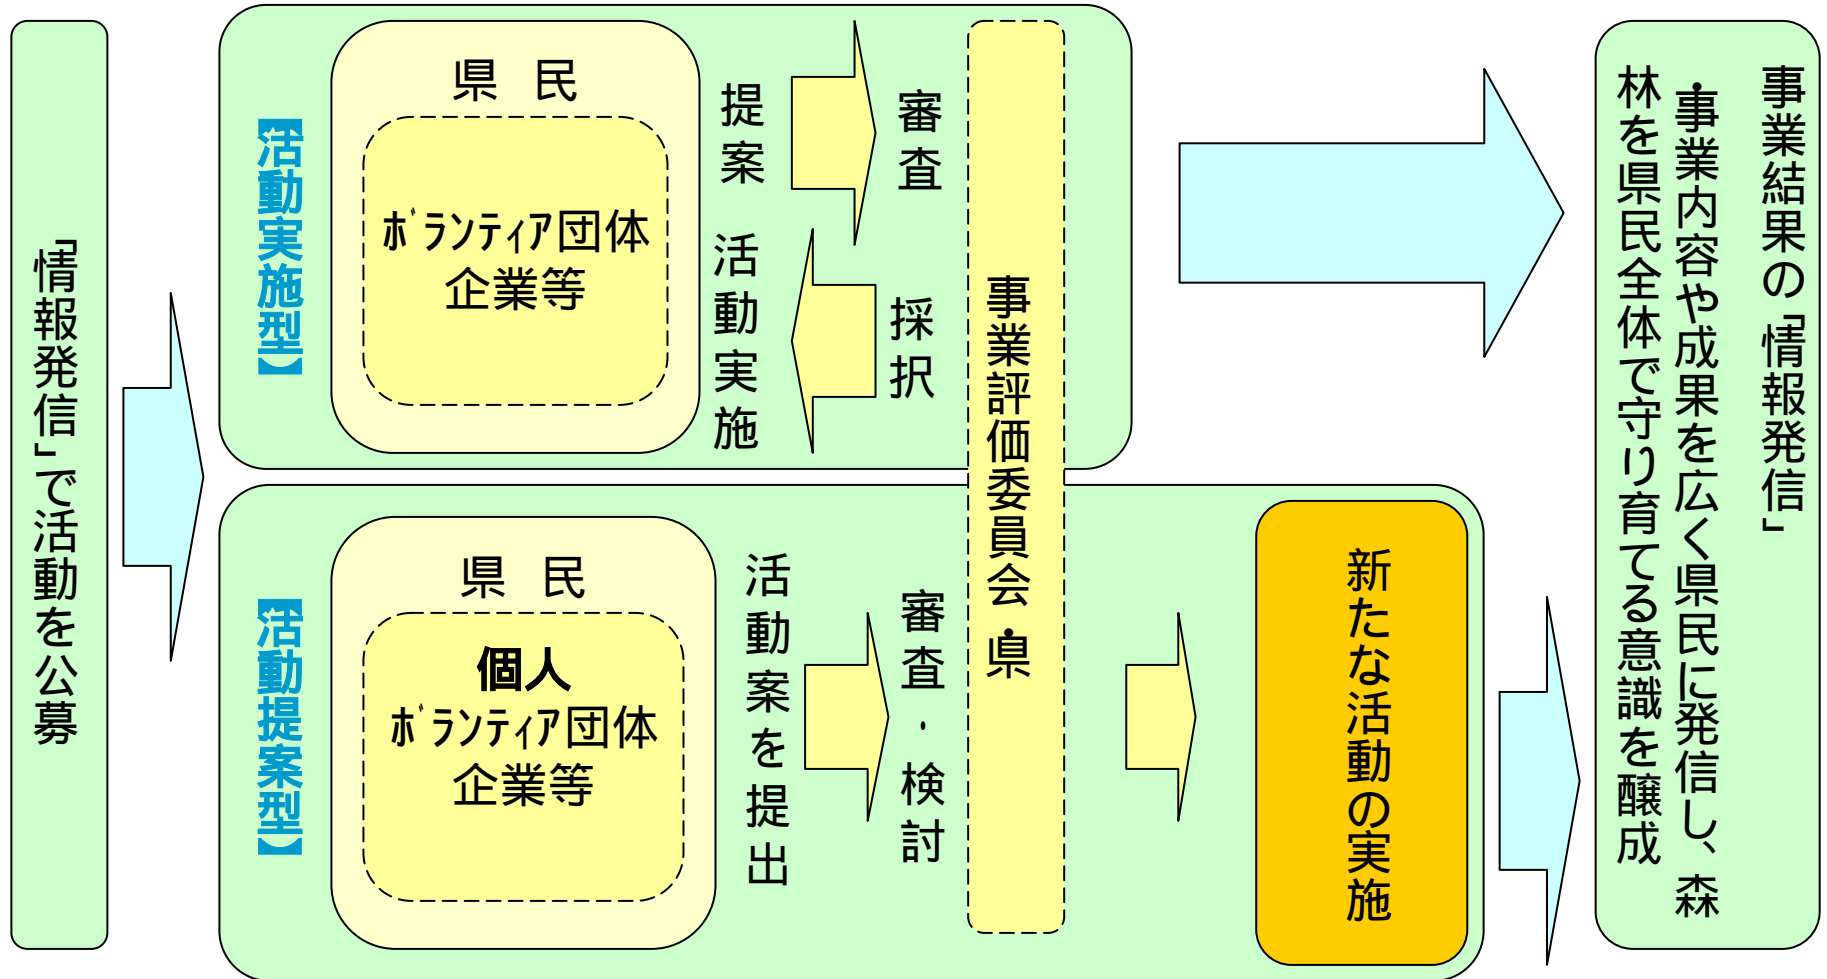 「情報発信」で活動を公募
【活動実施型】
県 民
ﾎﾞﾗﾝﾃｨｱ団体
企業等
提案
審査
活動実施
採択
事業評価委員会・県
【活動提案型】
県 民
個人
ﾎﾞﾗﾝﾃｨｱ団体
企業等
活動案を提出
審査・検討
新たな活動の実施
事業結果の「情報発信」
・事業内容や成果を広く県民に発信し、森
林を県民全体で守り育てる意識を醸成